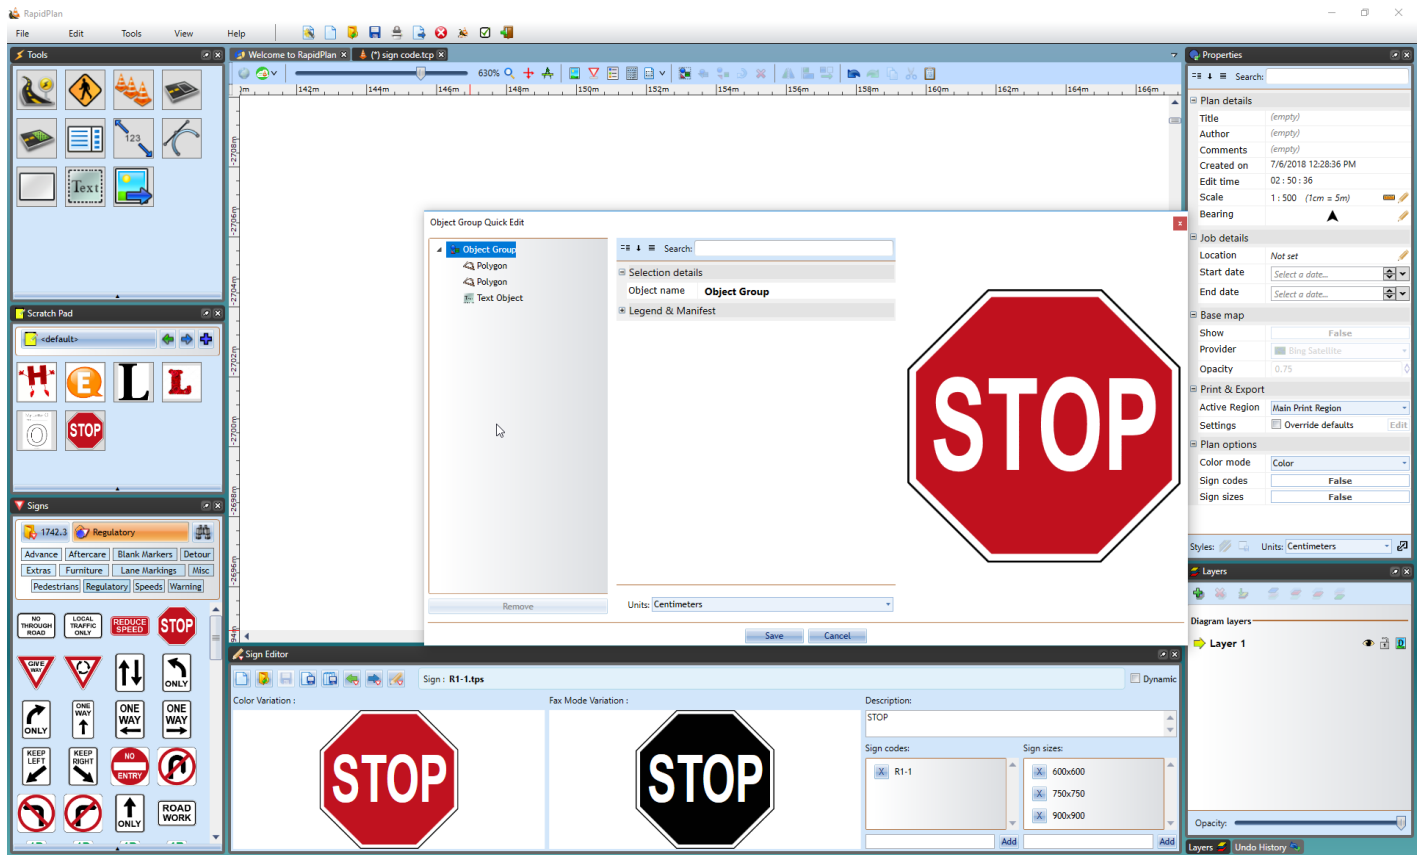 RapidPlan
File Edit Tools View Help
Tools
Welcome to RapidPlan (*) sign code.tcp
630%
142m 144m 146m 148m 150m 152m 154m 156m 158m 160m 162m 164m 166m
-2708m
-2706m
-2704m
-2702m
-2700m
-2698m
-2696m
123
Text
Scratch Pad
<default>
H E L L
O STOP
Signs
1742.3 Regulatory
Advance Aftercare Blank Markers Detour
Extras Furniture Lane Markings Misc
Pedestrians Regulatory Speeds Warning
NO THROUGH ROAD
LOCAL TRAFFIC ONLY
REDUCE SPEED
STOP
GIVE WAY
ONLY
ONLY
ONE WAY
ONE WAY
ONE WAY
KEEP LEFT
KEEP RIGHT
NO ENTRY
ONLY
ROAD WORK
Object Group Quick Edit
Object Group
Polygon
Polygon
Text Object
Remove
Search:
Selection details
Object name Object Group
Legend & Manifest
Units: Centimeters
Save Cancel
STOP
Sign Editor
Sign : R1-1.tps
Dynamic
Color Variation :
STOP
Fax Mode Variation :
STOP
Description:
STOP
Sign codes:
X R1-1
Add
Sign sizes:
X 600x600
X 750x750
X 900x900
Add
Properties
Search:
Plan details
Title (empty)
Author (empty)
Comments (empty)
Created on 7/6/2018 12:28:36 PM
Edit time 02 : 50 : 36
Scale 1 : 500 (1cm = 5m)
Bearing
Job details
Location Not set
Start date Select a date...
End date Select a date...
Base map
Show False
Provider Bing Satellite
Opacity 0.75
Print & Export
Active Region Main Print Region
Settings Override defaults Edit
Plan options
Color mode Color
Sign codes False
Sign sizes False
Styles: Units: Centimeters
Layers
Diagram layers
Layer 1
Opacity:
Layers Undo History